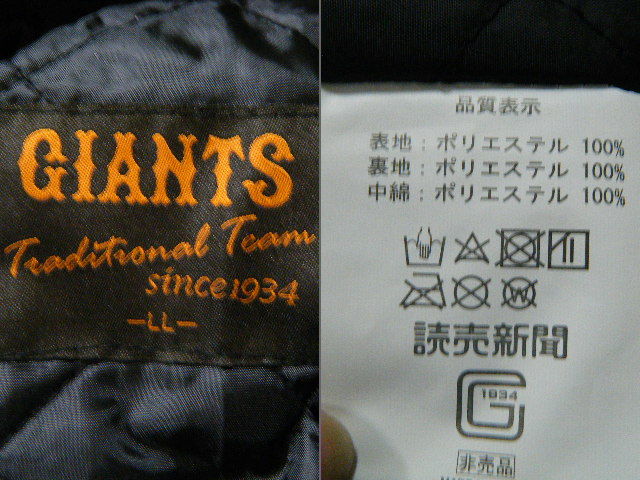 GIANTS
Traditional Team
since1934
-LL-
品質表示
表地：ポリエステル 100%
裏地：ポリエステル 100%
中綿：ポリエステル 100%
W
読売新聞
G
1934
非売品